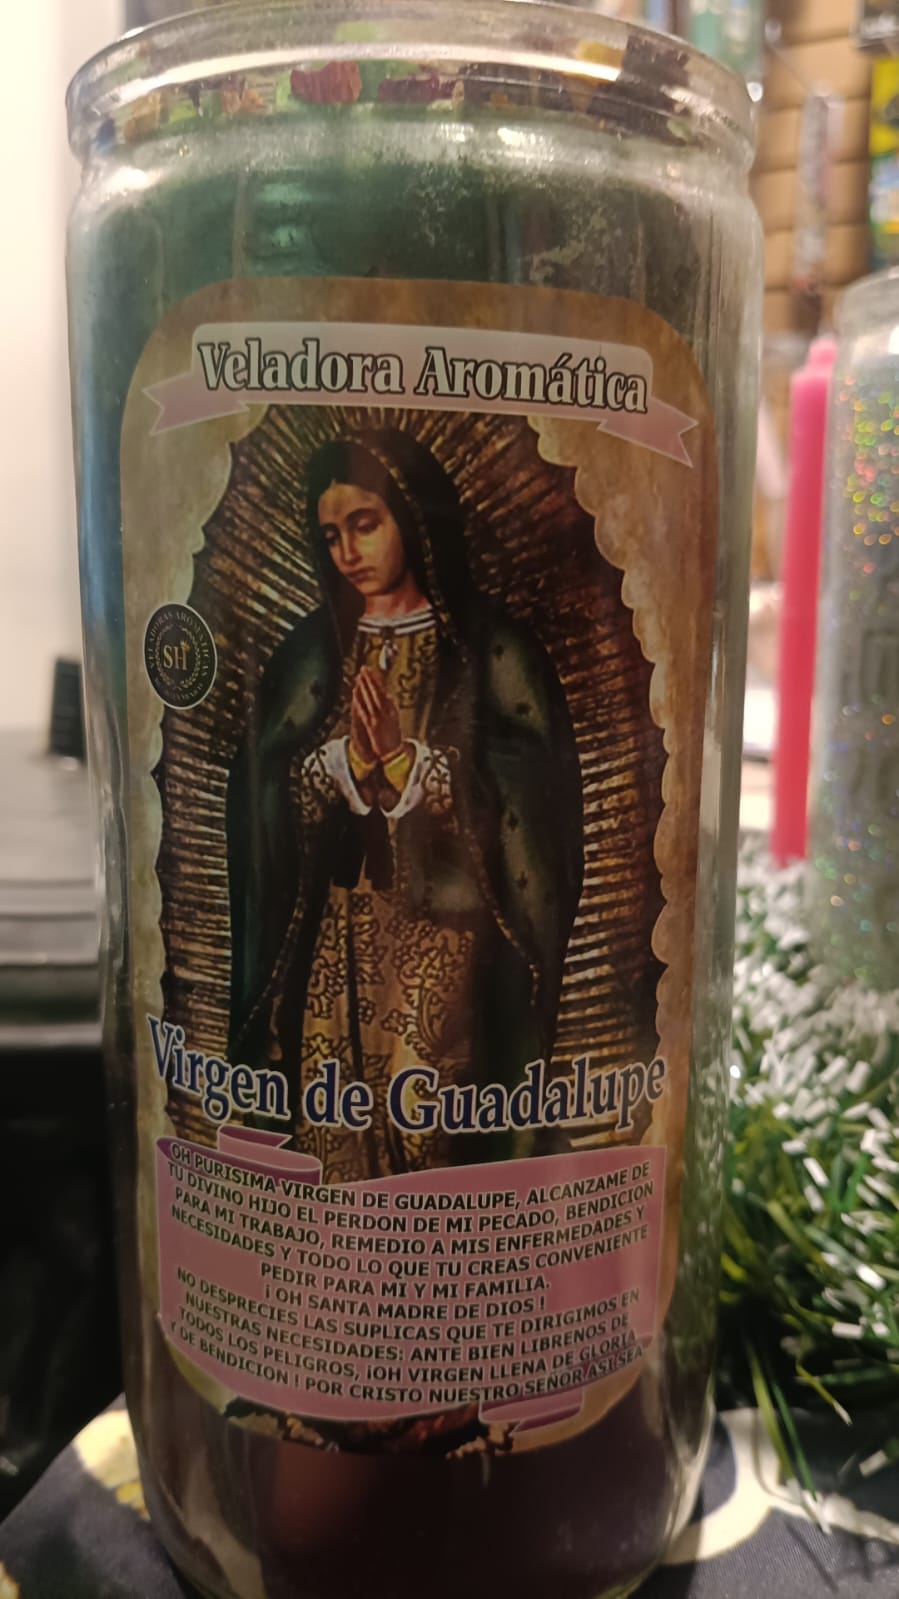 Veladora Aromática
VELADORAS AROMATICAS
SH
Virgen de Guadalupe
OH PURISIMA VIRGEN DE GUADALUPE, ALCANZAME DE
TU DIVINO HIJO EL PERDON DE MI PECADO, BENDICION
PARA MI TRABAJO, REMEDIO A MIS ENFERMEDADES Y
NECESIDADES Y TODO LO QUE TU CREAS CONVENIENTE
PEDIR PARA MI Y MI FAMILIA.
¡ OH SANTA MADRE DE DIOS !
NO DESPRECIES LAS SUPLICAS QUE TE DIRIGIMOS EN
NUESTRAS NECESIDADES: ANTE BIEN LIBRENOS DE
TODOS LOS PELIGROS, ¡OH VIRGEN LLENA DE GLORIA
Y DE BENDICION ! POR CRISTO NUESTRO SEÑOR ASI SEA